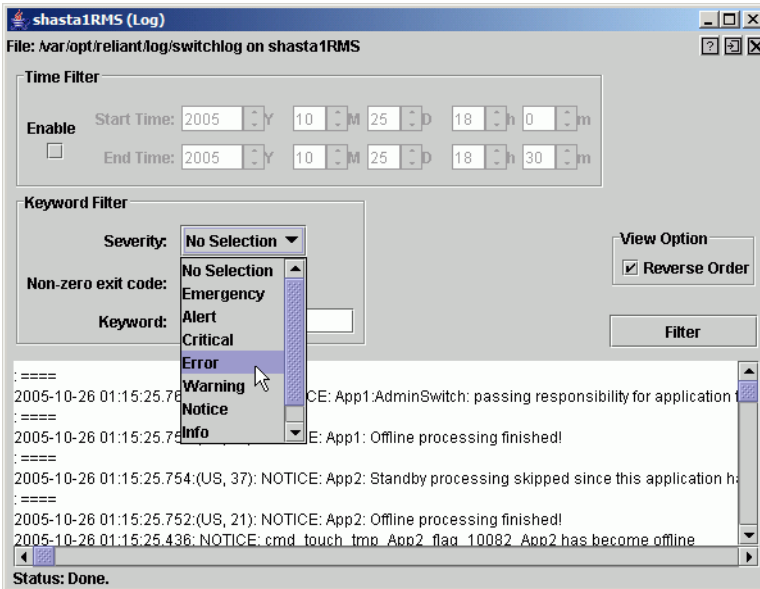 shasta1RMS (Log)
File: /var/opt/reliant/log/switchlog on shasta1RMS
Time Filter
Enable
Start Time: 2005 Y 10 M 25 D 18 h 0 m
End Time: 2005 Y 10 M 25 D 18 h 30 m
Keyword Filter
Severity: No Selection
No Selection
Emergency
Alert
Critical
Error
Warning
Notice
Info
Non-zero exit code:
Keyword:
View Option
Reverse Order
Filter
: ====
2005-10-26 01:15:25.76 CE: App1:AdminSwitch: passing responsibility for application
: ====
2005-10-26 01:15:25.75 E: App1: Offline processing finished!
: ====
2005-10-26 01:15:25.754:(US, 37): NOTICE: App2: Standby processing skipped since this application ha
: ====
2005-10-26 01:15:25.752:(US, 21): NOTICE: App2: Offline processing finished!
2005-10-26 01:15:25.436: NOTICE: cmd_touch_tmp_App2_flag_10082_App2 has become offline
Status: Done.